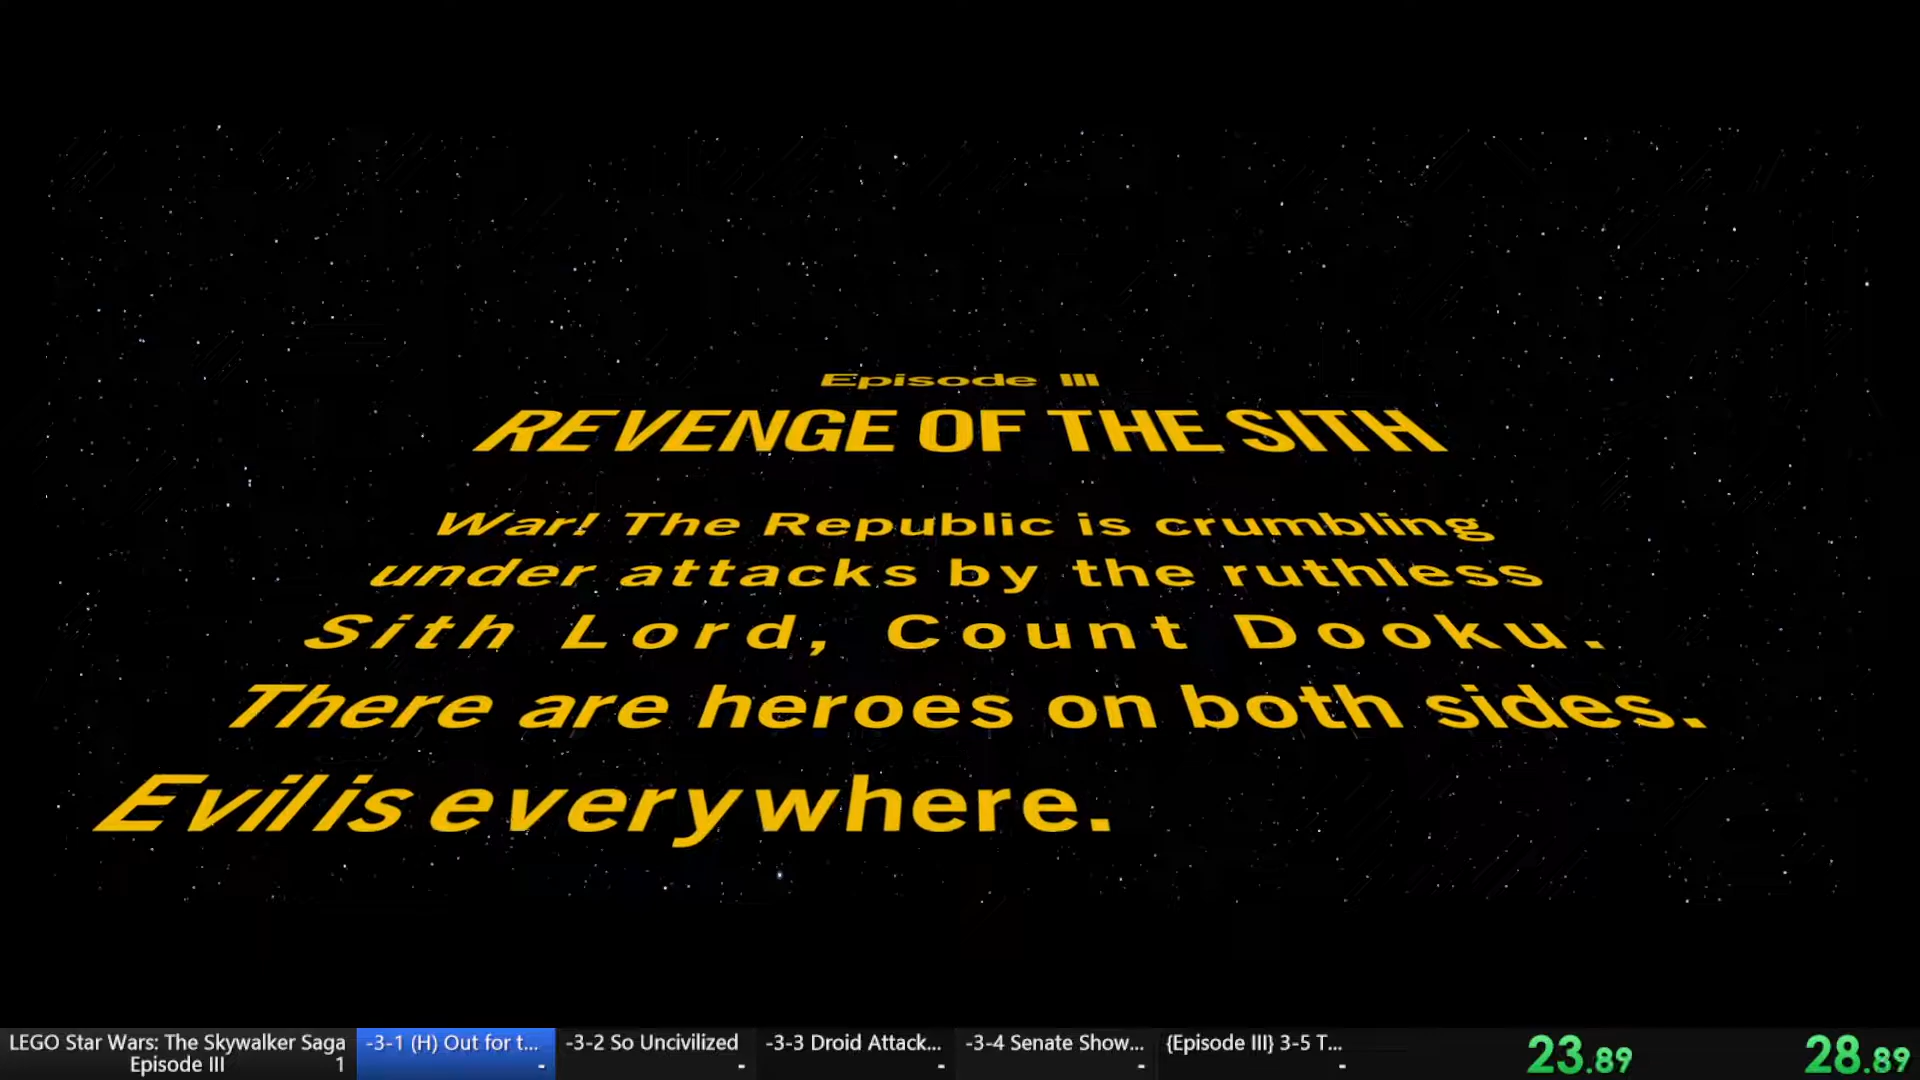 Episode III
REVENGE OF THE SITH
War! The Republic is crumbling
under attacks by the ruthless
Sith Lord, Count Dooku.
There are heroes on both sides.
Evil is everywhere.
LEGO Star Wars: The Skywalker Saga
Episode III 1
-3-1 (H) Out for t... -
-3-2 So Uncivilized -
-3-3 Droid Attack... -
-3-4 Senate Show... -
{Episode III} 3-5 T... -
23.89
28.89